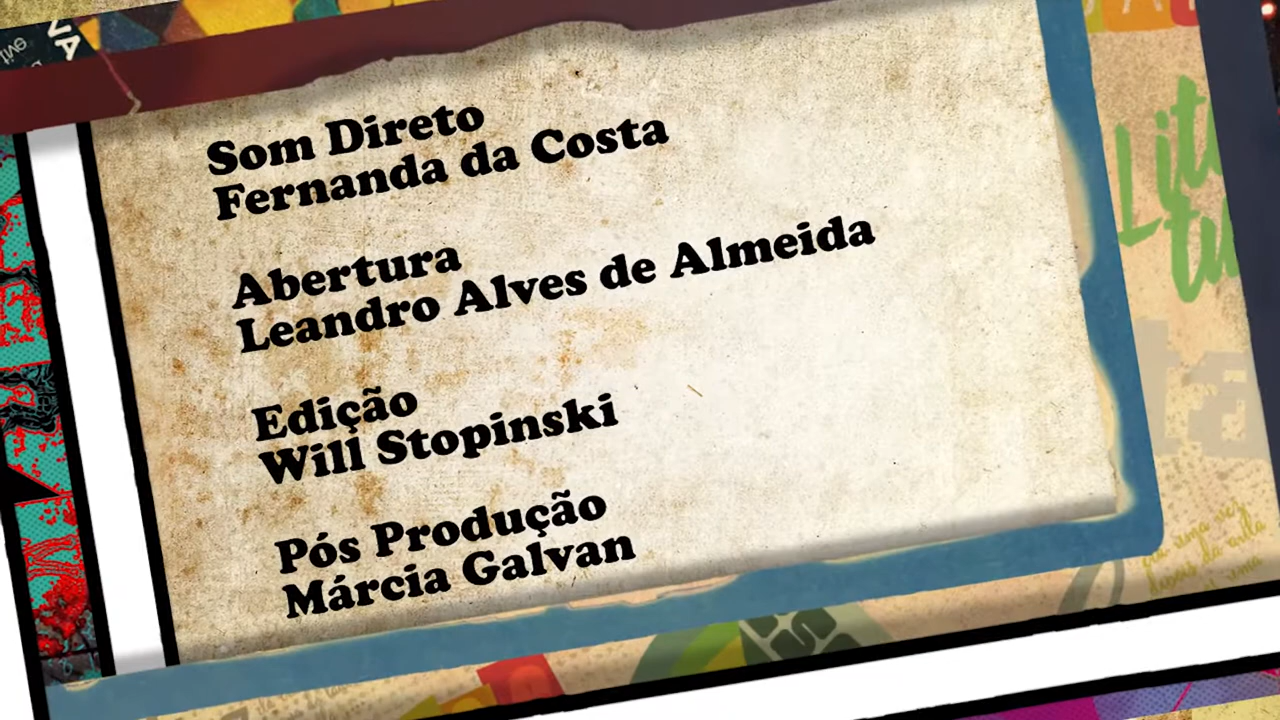 Som Direto
Fernanda da Costa
Abertura
Leandro Alves de Almeida
Edição
Will Stopinski
Pós Produção
Márcia Galvan